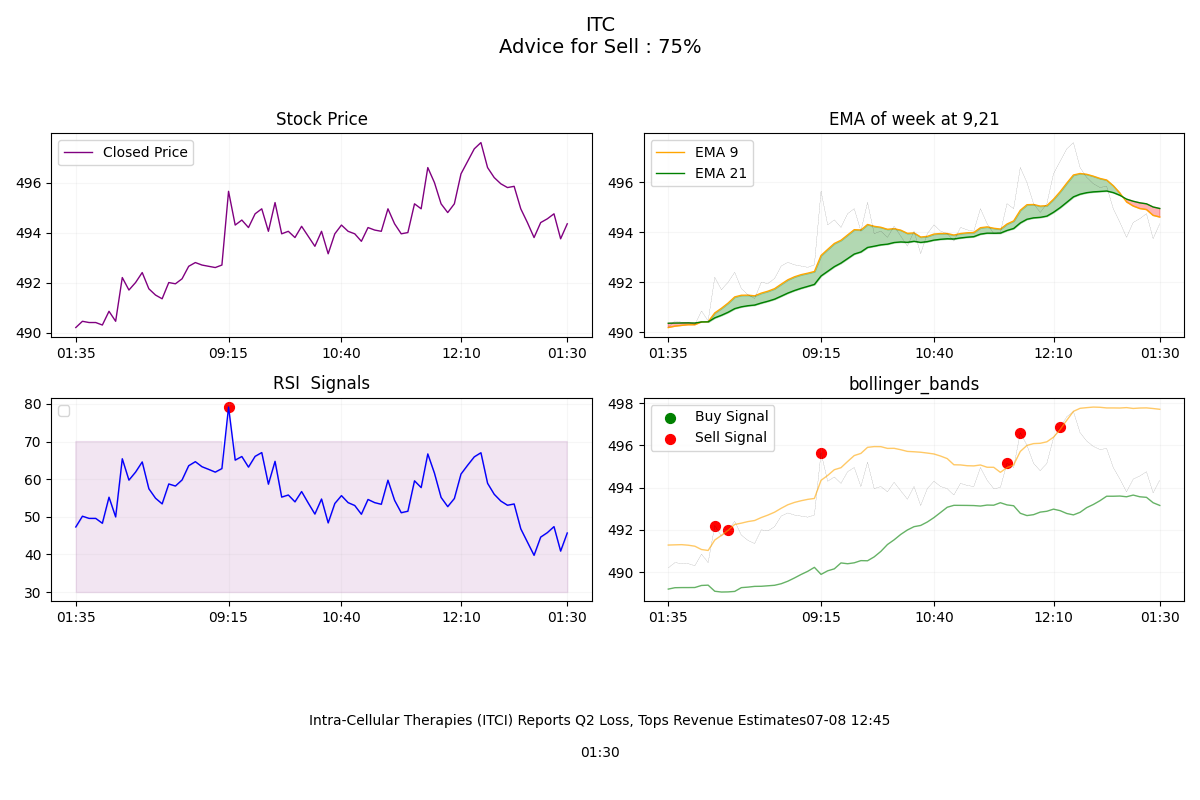 ITC
Advice for Sell : 75%
Stock Price
Closed Price
496
494
492
490
01:35 09:15 10:40 12:10 01:30
EMA of week at 9,21
EMA 9
EMA 21
496
494
492
490
01:35 09:15 10:40 12:10 01:30
RSI  Signals
80
70
60
50
40
30
01:35 09:15 10:40 12:10 01:30
bollinger_bands
Buy Signal
Sell Signal
498
496
494
492
490
01:35 09:15 10:40 12:10 01:30
Intra-Cellular Therapies (ITCI) Reports Q2 Loss, Tops Revenue Estimates07-08 12:45
01:30